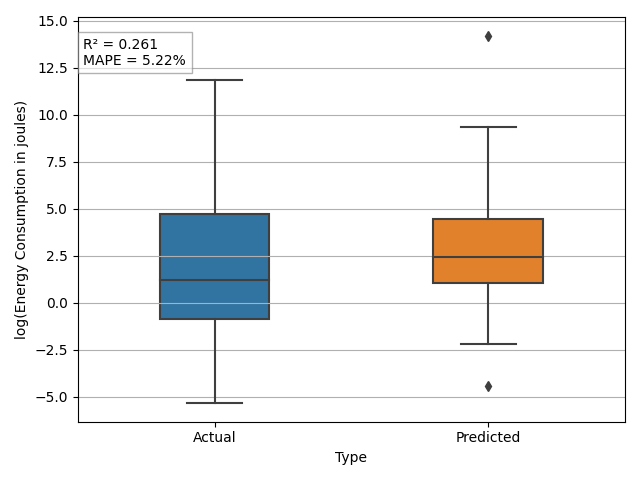 R² = 0.261
MAPE = 5.22%
15.0
12.5
10.0
7.5
5.0
2.5
0.0
−2.5
−5.0
log(Energy Consumption in joules)
Actual
Predicted
Type